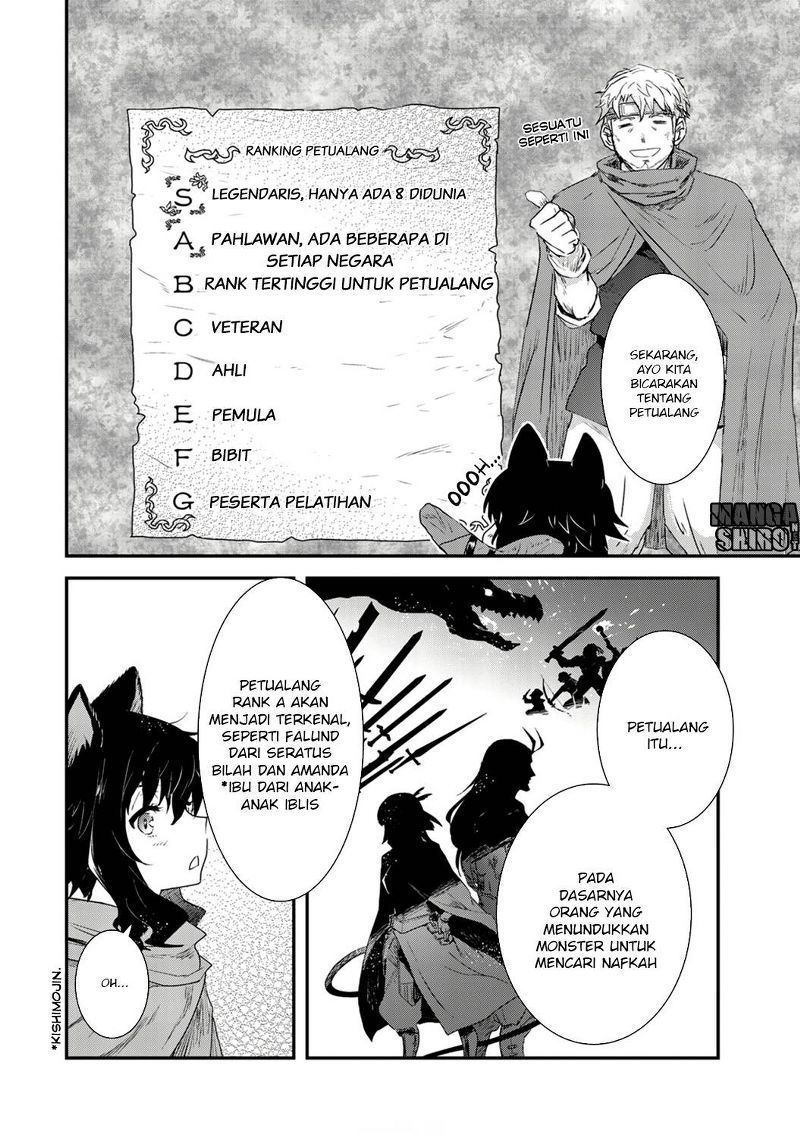 SESUATU
SEPERTI INI
RANKING PETUALANG
S LEGENDARIS, HANYA ADA 8 DIDUNIA
A PAHLAWAN, ADA BEBERAPA DI
SETIAP NEGARA
B RANK TERTINGGI UNTUK PETUALANG
C VETERAN
D AHLI
E PEMULA
F BIBIT
G PESERTA PELATIHAN
SEKARANG,
AYO KITA
BICARAKAN
TENTANG
PETUALANG
OOOH...
MANGA
SHIRO
NET
PETUALANG
ITU...
PADA
DASARNYA
ORANG YANG
MENUNDUKKAN
MONSTER UNTUK
MENCARI NAFKAH
PETUALANG
RANK A AKAN
MENJADI TERKENAL,
SEPERTI FALUND
DARI SERATUS
BILAH DAN AMANDA
*IBU DARI ANAK-
ANAK IBLIS
OH...
*KISHIMOJIN.